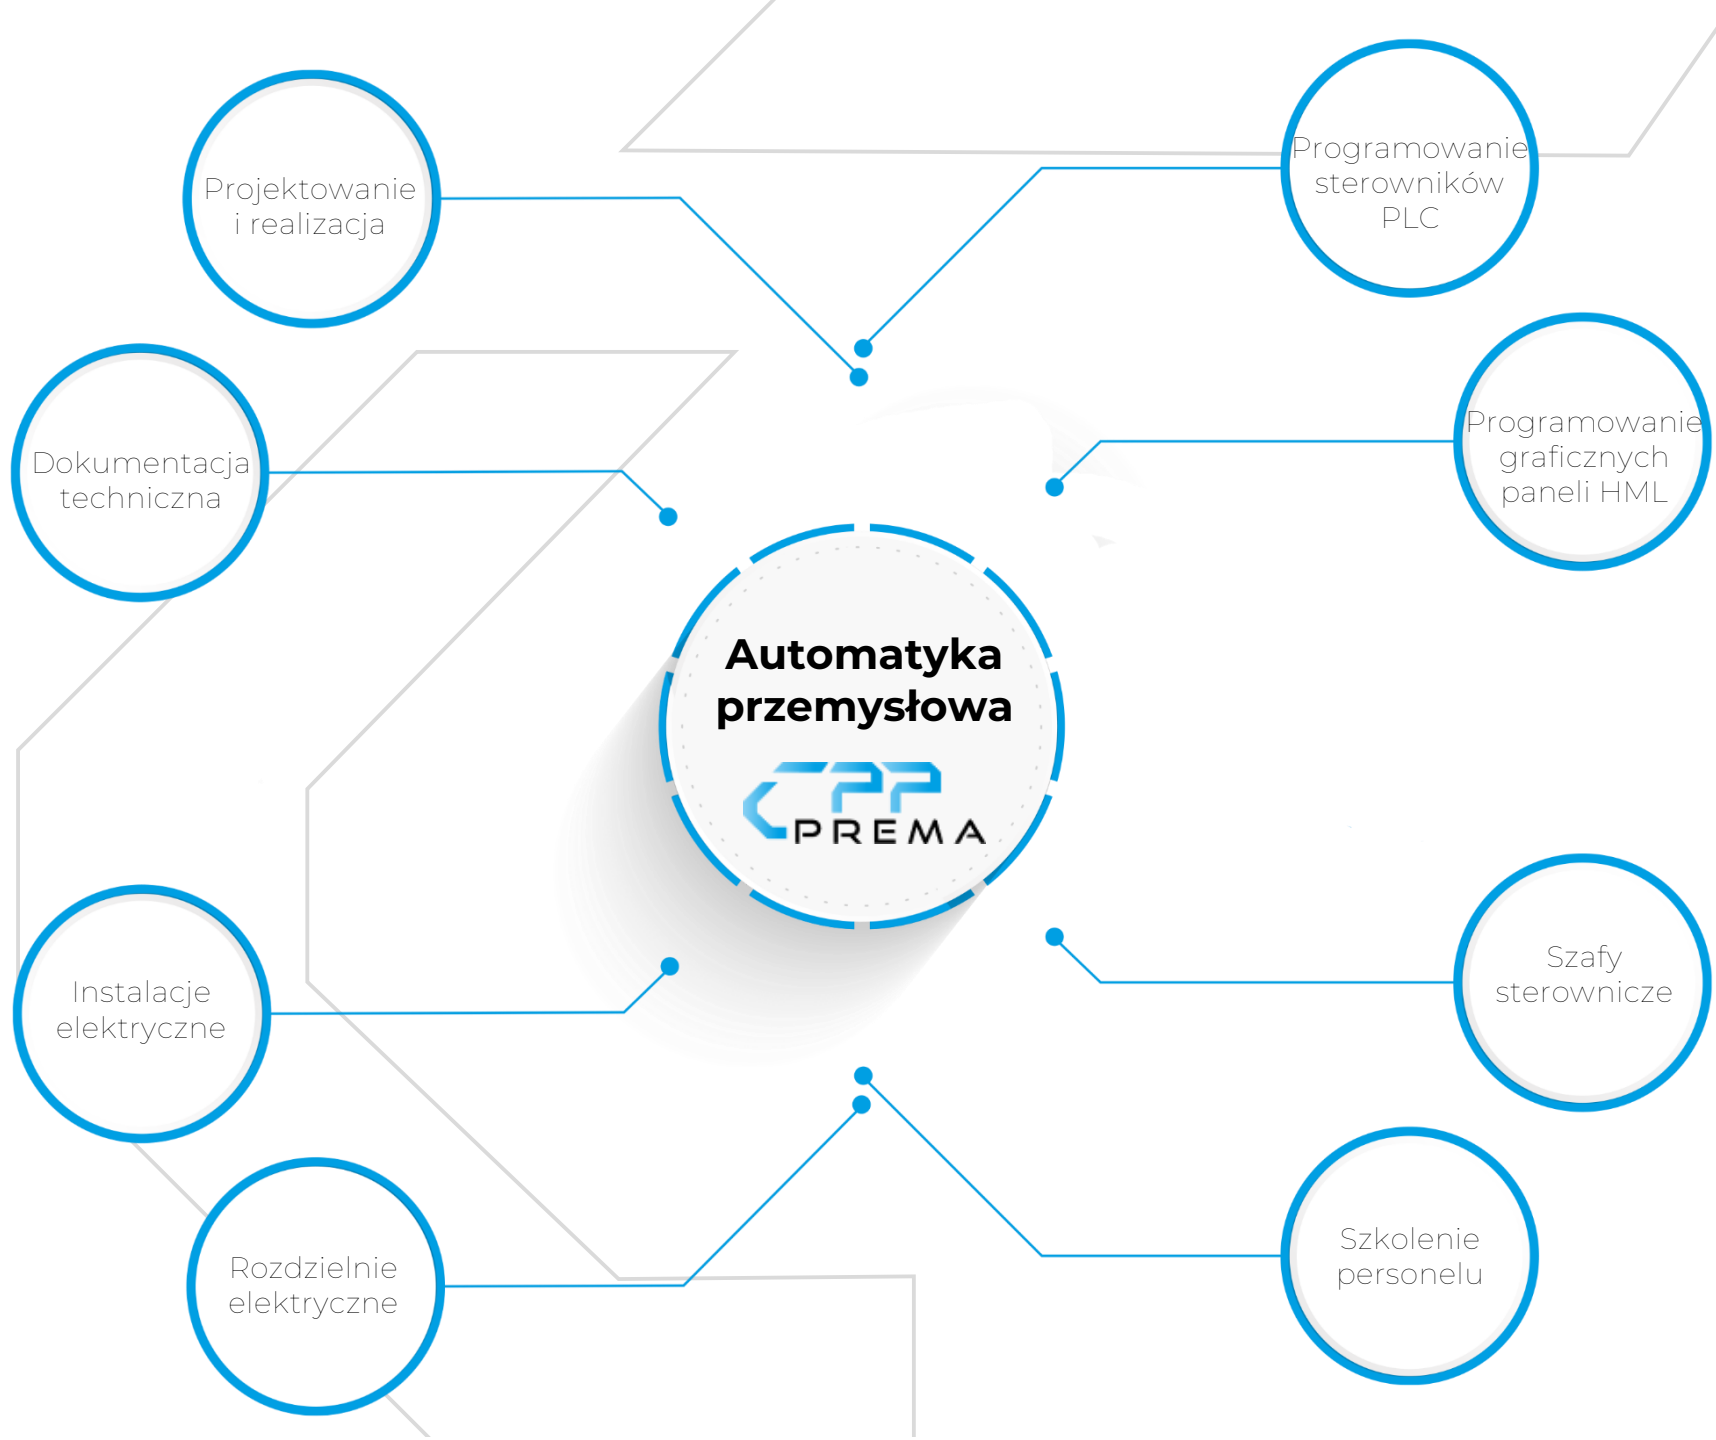 Projektowanie
i realizacja
Programowanie
sterowników
PLC
Dokumentacja
techniczna
Programowanie
graficznych
paneli HML
Automatyka
przemysłowa
CPP
PREMA
Instalacje
elektryczne
Szafy
sterownicze
Rozdzielnie
elektryczne
Szkolenie
personelu